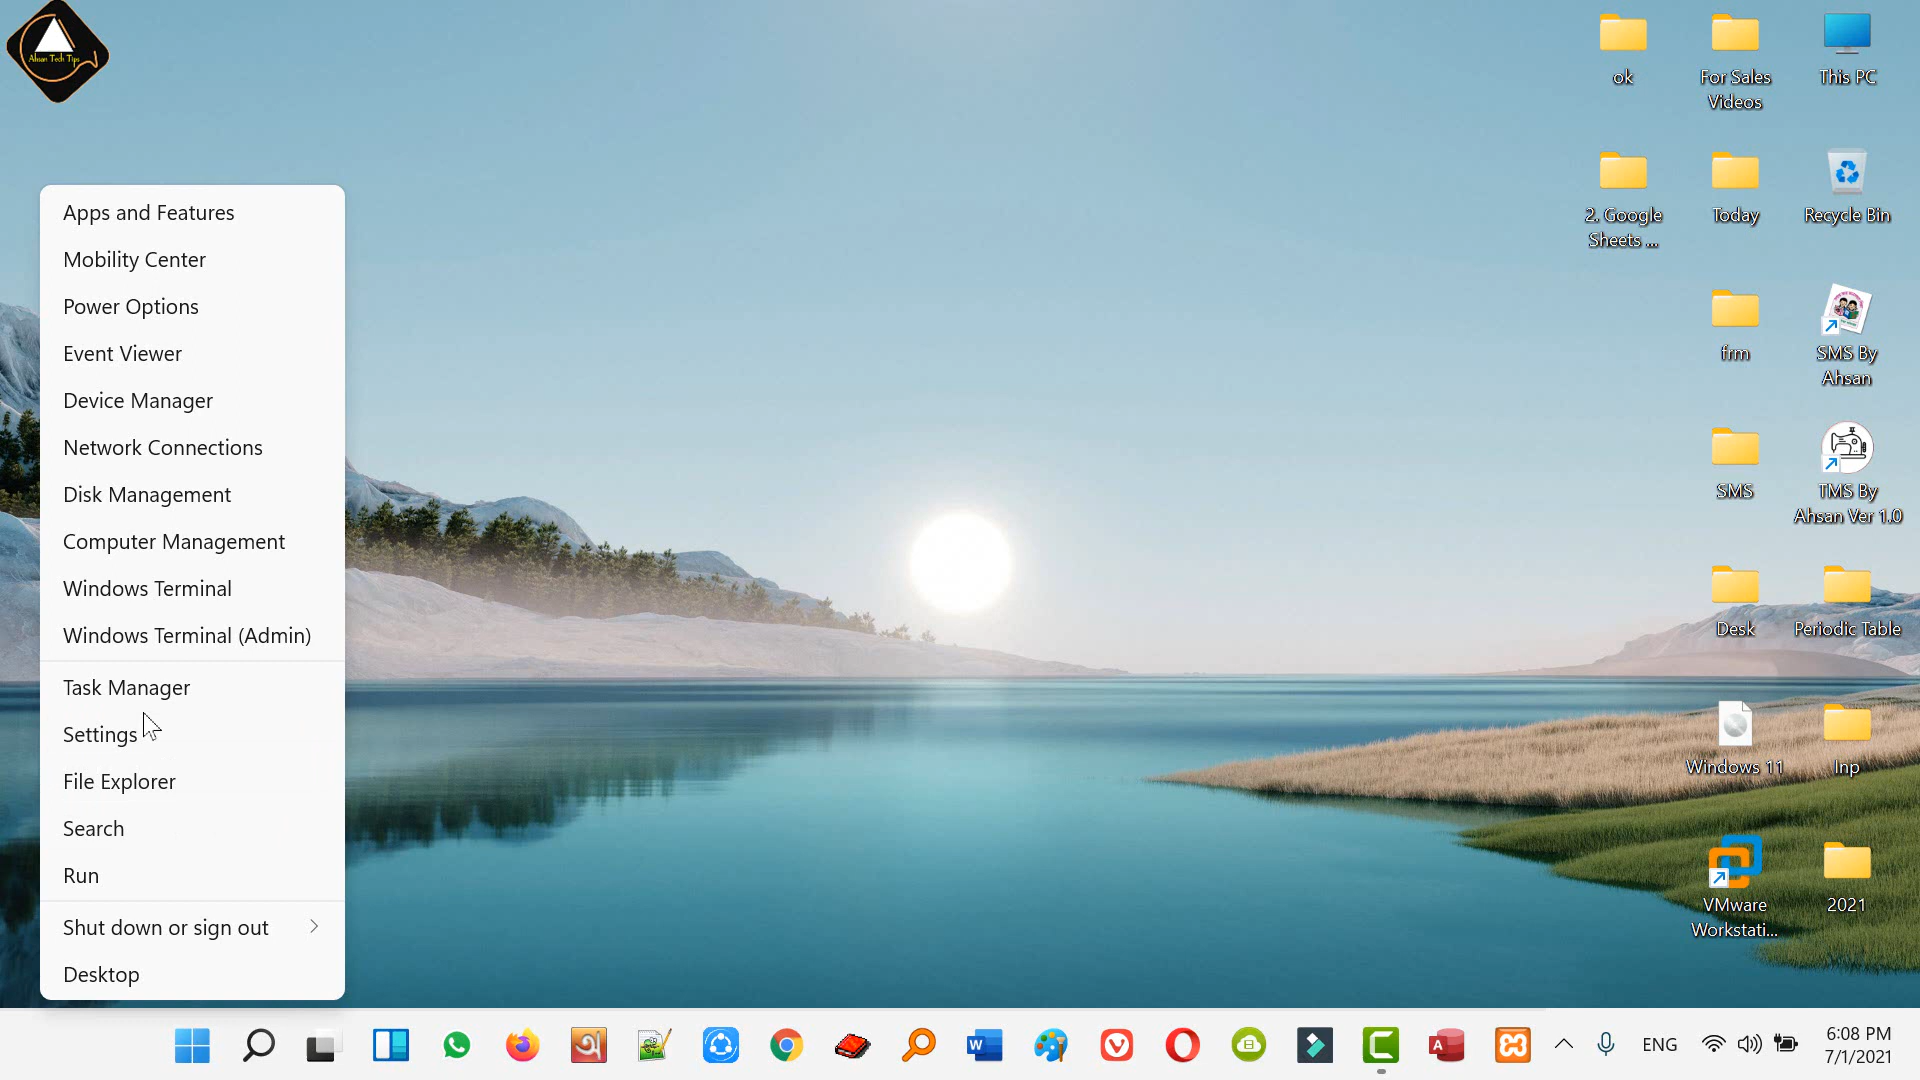 Ahsan Tech Tips
Apps and Features
Mobility Center
Power Options
Event Viewer
Device Manager
Network Connections
Disk Management
Computer Management
Windows Terminal
Windows Terminal (Admin)
Task Manager
Settings
File Explorer
Search
Run
Shut down or sign out
Desktop
ok
For Sales
Videos
This PC
2. Google
Sheets ...
Today
Recycle Bin
frm
SMS By
Ahsan
SMS
TMS By
Ahsan Ver 1.0
Desk
Periodic Table
Windows 11
Inp
VMware
Workstati...
2021
W
A
ENG
6:08 PM
7/1/2021